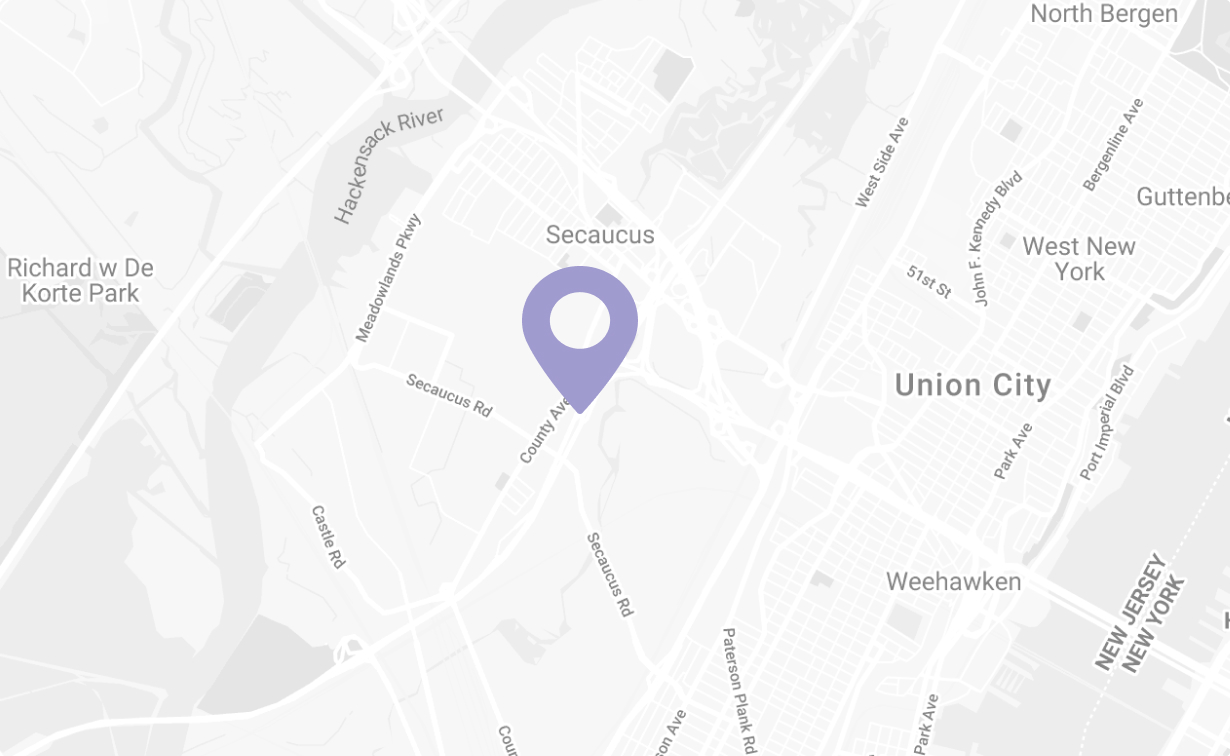 North Bergen
Hackensack River
West Side Ave
Bergenline Ave
John F. Kennedy Blvd
Secaucus
West New
York
Richard w De
Korte Park
Meadowlands Pkwy
51st St
Union City
Secaucus Rd
County Ave
Park Ave
Port Imperial Blvd
Castle Rd
Secaucus Rd
Weehawken
NEW JERSEY
NEW YORK
Paterson Plank Rd
Park Ave
Ave